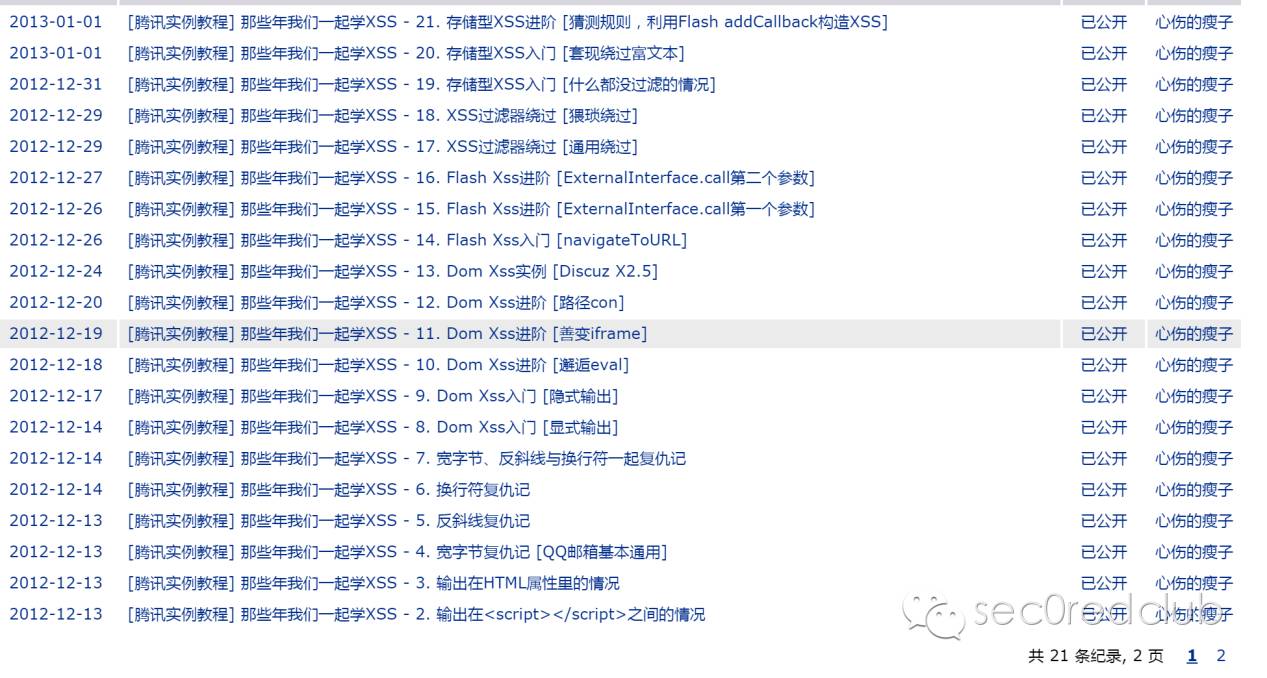 2013-01-01 [腾讯实例教程] 那些年我们一起学XSS - 21. 存储型XSS进阶 [猜测规则，利用Flash addCallback构造XSS] 已公开 心伤的瘦子
2013-01-01 [腾讯实例教程] 那些年我们一起学XSS - 20. 存储型XSS入门 [套现绕过富文本] 已公开 心伤的瘦子
2012-12-31 [腾讯实例教程] 那些年我们一起学XSS - 19. 存储型XSS入门 [什么都没过滤的情况] 已公开 心伤的瘦子
2012-12-29 [腾讯实例教程] 那些年我们一起学XSS - 18. XSS过滤器绕过 [猥琐绕过] 已公开 心伤的瘦子
2012-12-29 [腾讯实例教程] 那些年我们一起学XSS - 17. XSS过滤器绕过 [通用绕过] 已公开 心伤的瘦子
2012-12-27 [腾讯实例教程] 那些年我们一起学XSS - 16. Flash Xss进阶 [ExternalInterface.call第二个参数] 已公开 心伤的瘦子
2012-12-26 [腾讯实例教程] 那些年我们一起学XSS - 15. Flash Xss进阶 [ExternalInterface.call第一个参数] 已公开 心伤的瘦子
2012-12-26 [腾讯实例教程] 那些年我们一起学XSS - 14. Flash Xss入门 [navigateToURL] 已公开 心伤的瘦子
2012-12-24 [腾讯实例教程] 那些年我们一起学XSS - 13. Dom Xss实例 [Discuz X2.5] 已公开 心伤的瘦子
2012-12-20 [腾讯实例教程] 那些年我们一起学XSS - 12. Dom Xss进阶 [路径con] 已公开 心伤的瘦子
2012-12-19 [腾讯实例教程] 那些年我们一起学XSS - 11. Dom Xss进阶 [善变iframe] 已公开 心伤的瘦子
2012-12-18 [腾讯实例教程] 那些年我们一起学XSS - 10. Dom Xss进阶 [邂逅eval] 已公开 心伤的瘦子
2012-12-17 [腾讯实例教程] 那些年我们一起学XSS - 9. Dom Xss入门 [隐式输出] 已公开 心伤的瘦子
2012-12-14 [腾讯实例教程] 那些年我们一起学XSS - 8. Dom Xss入门 [显式输出] 已公开 心伤的瘦子
2012-12-14 [腾讯实例教程] 那些年我们一起学XSS - 7. 宽字节、反斜线与换行符一起复仇记 已公开 心伤的瘦子
2012-12-14 [腾讯实例教程] 那些年我们一起学XSS - 6. 换行符复仇记 已公开 心伤的瘦子
2012-12-13 [腾讯实例教程] 那些年我们一起学XSS - 5. 反斜线复仇记 已公开 心伤的瘦子
2012-12-13 [腾讯实例教程] 那些年我们一起学XSS - 4. 宽字节复仇记 [QQ邮箱基本通用] 已公开 心伤的瘦子
2012-12-13 [腾讯实例教程] 那些年我们一起学XSS - 3. 输出在HTML属性里的情况 已公开 心伤的瘦子
2012-12-13 [腾讯实例教程] 那些年我们一起学XSS - 2. 输出在<script></script>之间的情况 已公开 心伤的瘦子
sec0redclub
共 21 条纪录, 2 页 1 2